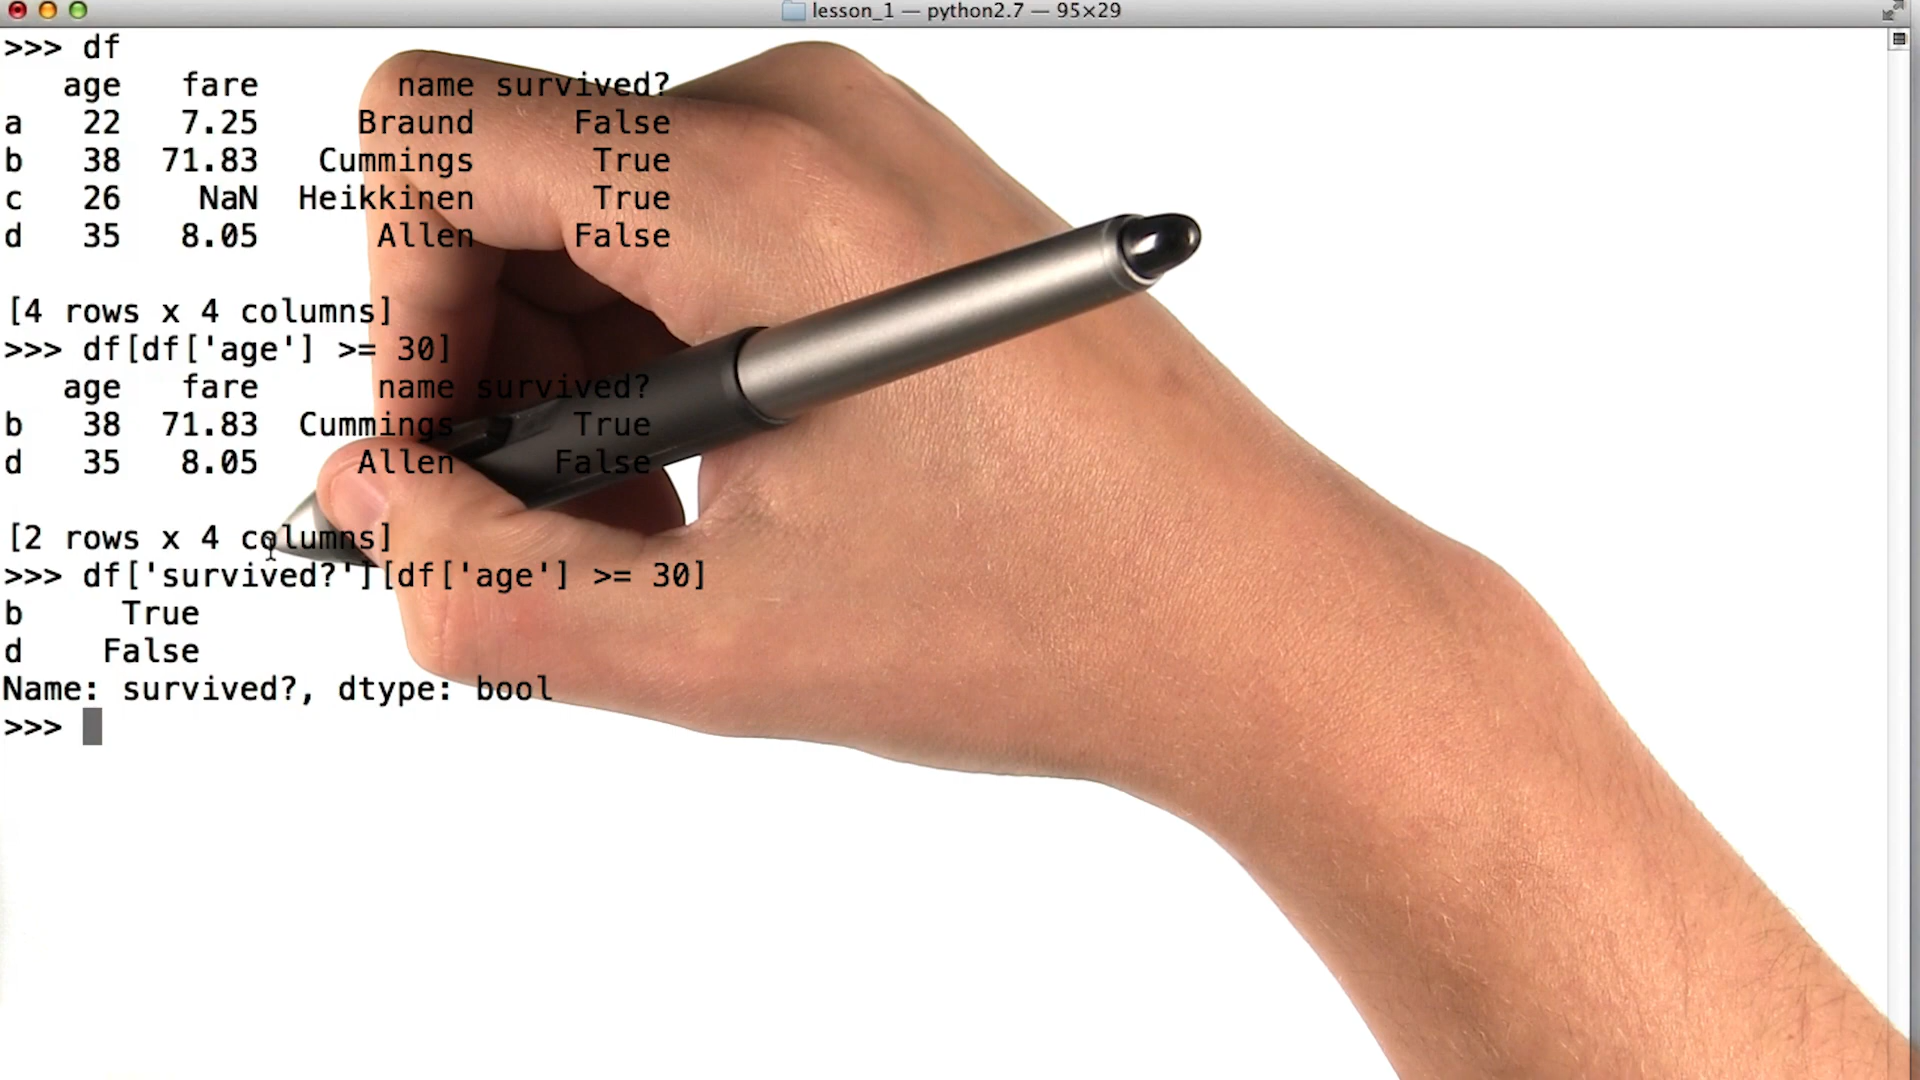 lesson_1 — python2.7 — 95×29
>>> df
age fare name survived?
a 22 7.25 Braund False
b 38 71.83 Cummings True
c 26 NaN Heikkinen True
d 35 8.05 Allen False
[4 rows x 4 columns]
>>> df[df['age'] >= 30]
age fare name survived?
b 38 71.83 Cummings True
d 35 8.05 Allen False
[2 rows x 4 columns]
>>> df['survived?'][df['age'] >= 30]
b True
d False
Name: survived?, dtype: bool
>>>